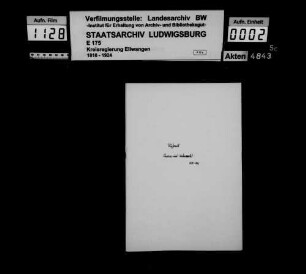 Aufn. Film
1128
Verfilmungsstelle: Landesarchiv BW
-Institut für Erhaltung von Archiv- und Bibliotheksgut-
STAATSARCHIV LUDWIGSBURG
E 175
Kreisregierung Ellwangen
1818 - 1924
Aufn. Einheit
0002
Akten 4843